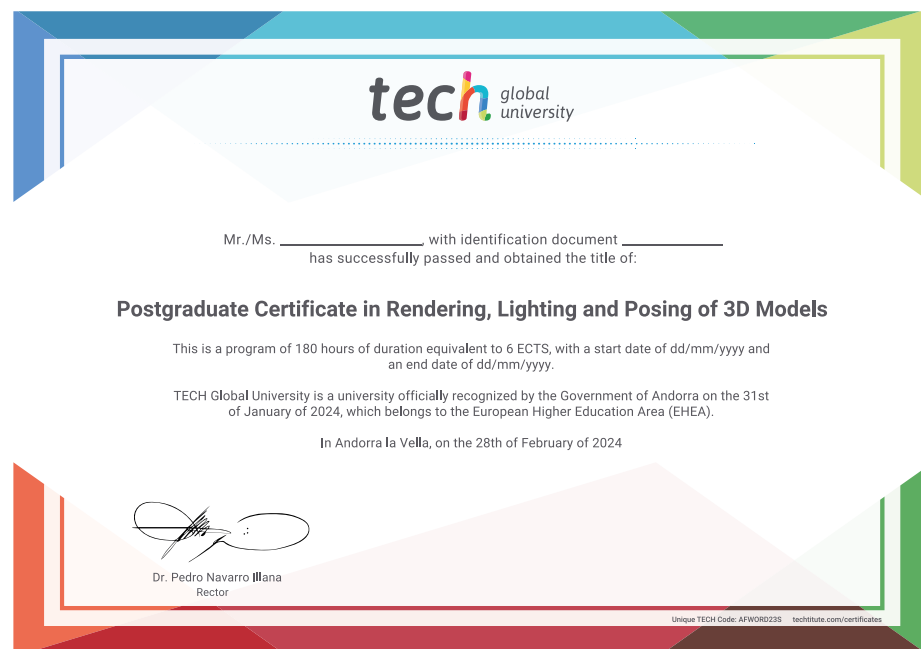 tech global
university
Mr./Ms. ____________, with identification document ____________
has successfully passed and obtained the title of:
Postgraduate Certificate in Rendering, Lighting and Posing of 3D Models
This is a program of 180 hours of duration equivalent to 6 ECTS, with a start date of dd/mm/yyyy and
an end date of dd/mm/yyyy.
TECH Global University is a university officially recognized by the Government of Andorra on the 31st
of January of 2024, which belongs to the European Higher Education Area (EHEA).
In Andorra la Vella, on the 28th of February of 2024
Dr. Pedro Navarro Illana
Rector
Unique TECH Code: AFWORD23S techtitute.com/certificates